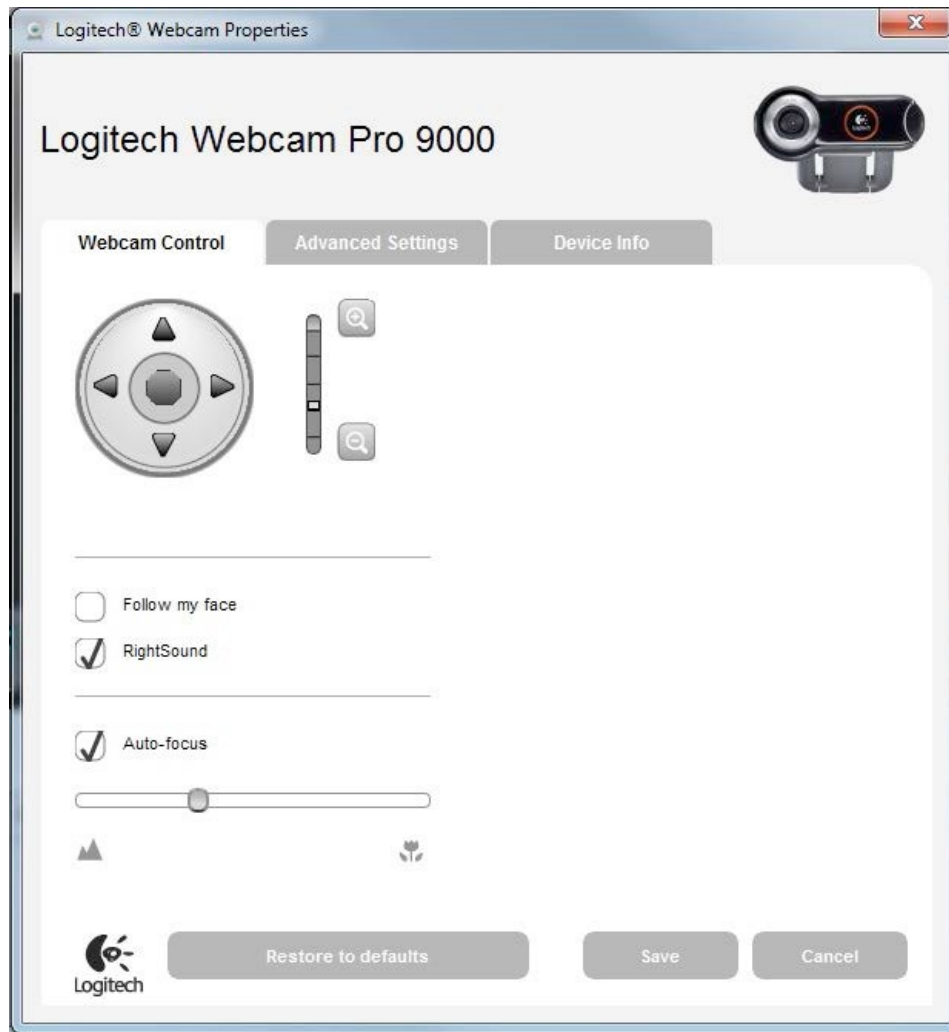 Logitech® Webcam Properties
Logitech Webcam Pro 9000
Webcam Control Advanced Settings Device Info
Follow my face
RightSound
Auto-focus
Logitech Restore to defaults Save Cancel